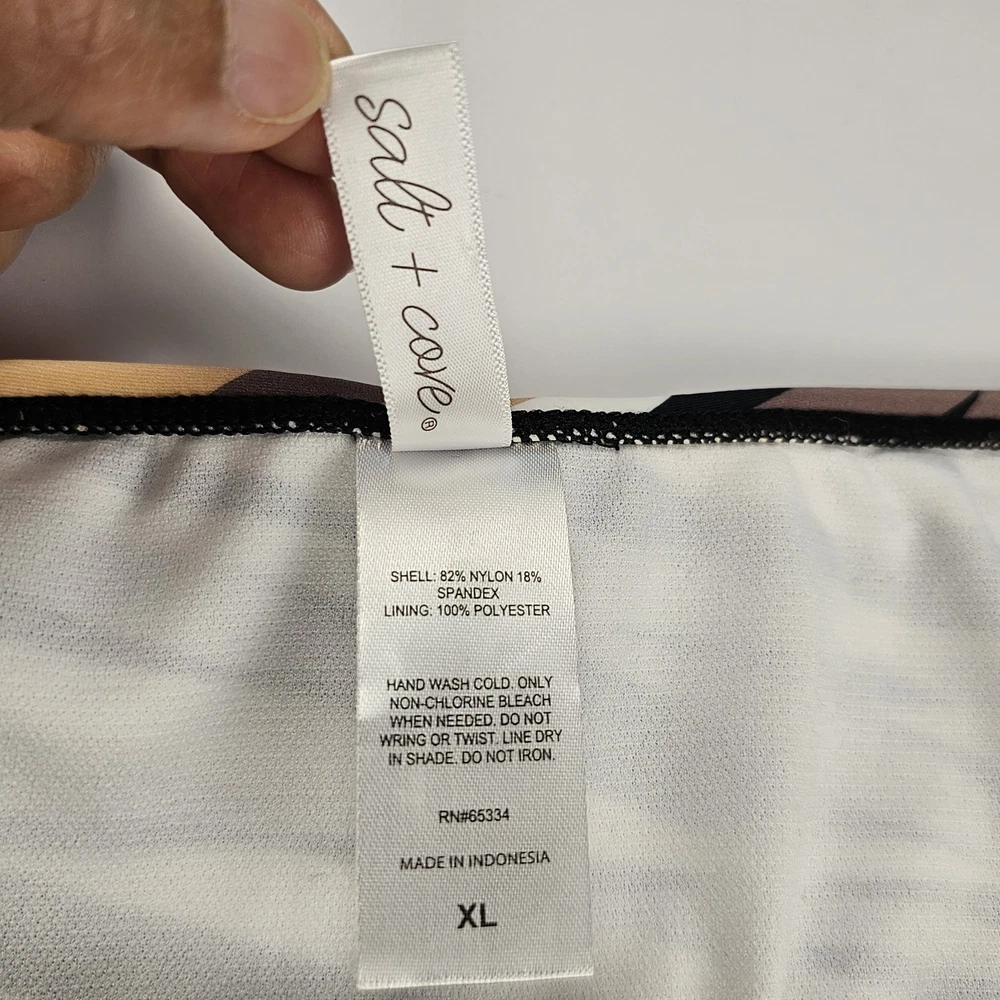 salt + cove®
SHELL: 82% NYLON 18%
SPANDEX
LINING: 100% POLYESTER
HAND WASH COLD. ONLY
NON-CHLORINE BLEACH
WHEN NEEDED. DO NOT
WRING OR TWIST. LINE DRY
IN SHADE. DO NOT IRON.
RN#65334
MADE IN INDONESIA
XL